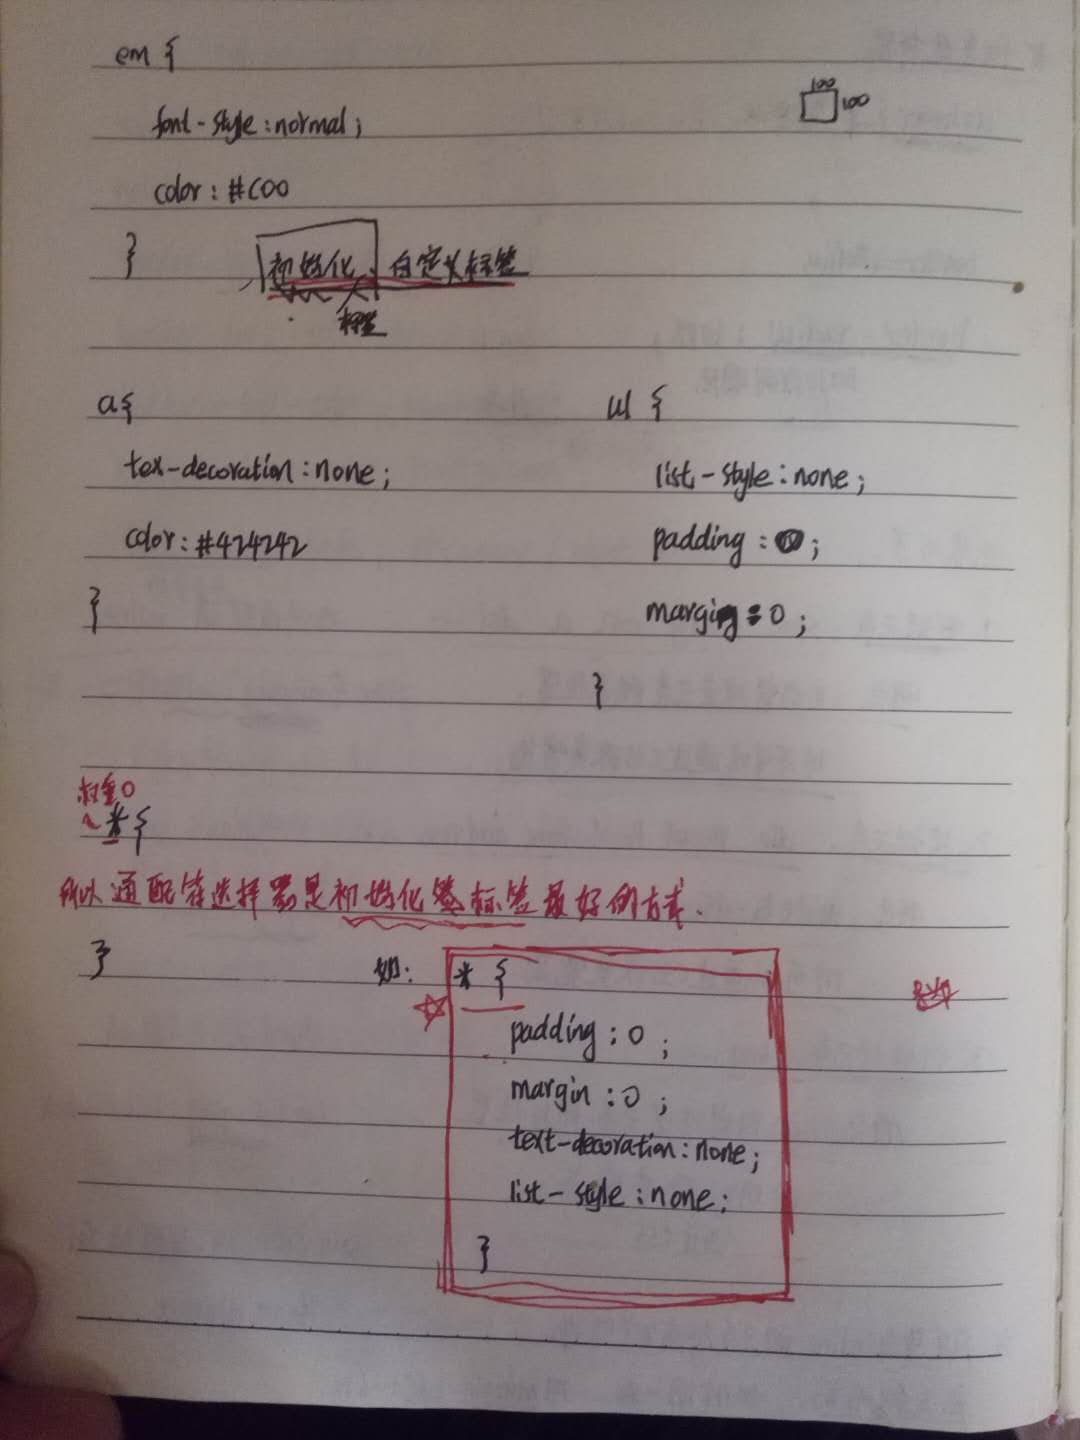 em {
100
100
font-style:normal;
color: #C00
}
初始化、自定义标签
标签
a{
tex-decoration:none;
color:#424242
}
ul {
list-style:none;
padding:0;
margin:0;
}
权重0
*{
所以通配符选择器是初始化 标签最好的方式.
}
如:
* {
padding:0;
margin:0;
text-decoration:none;
list-style:none;
}